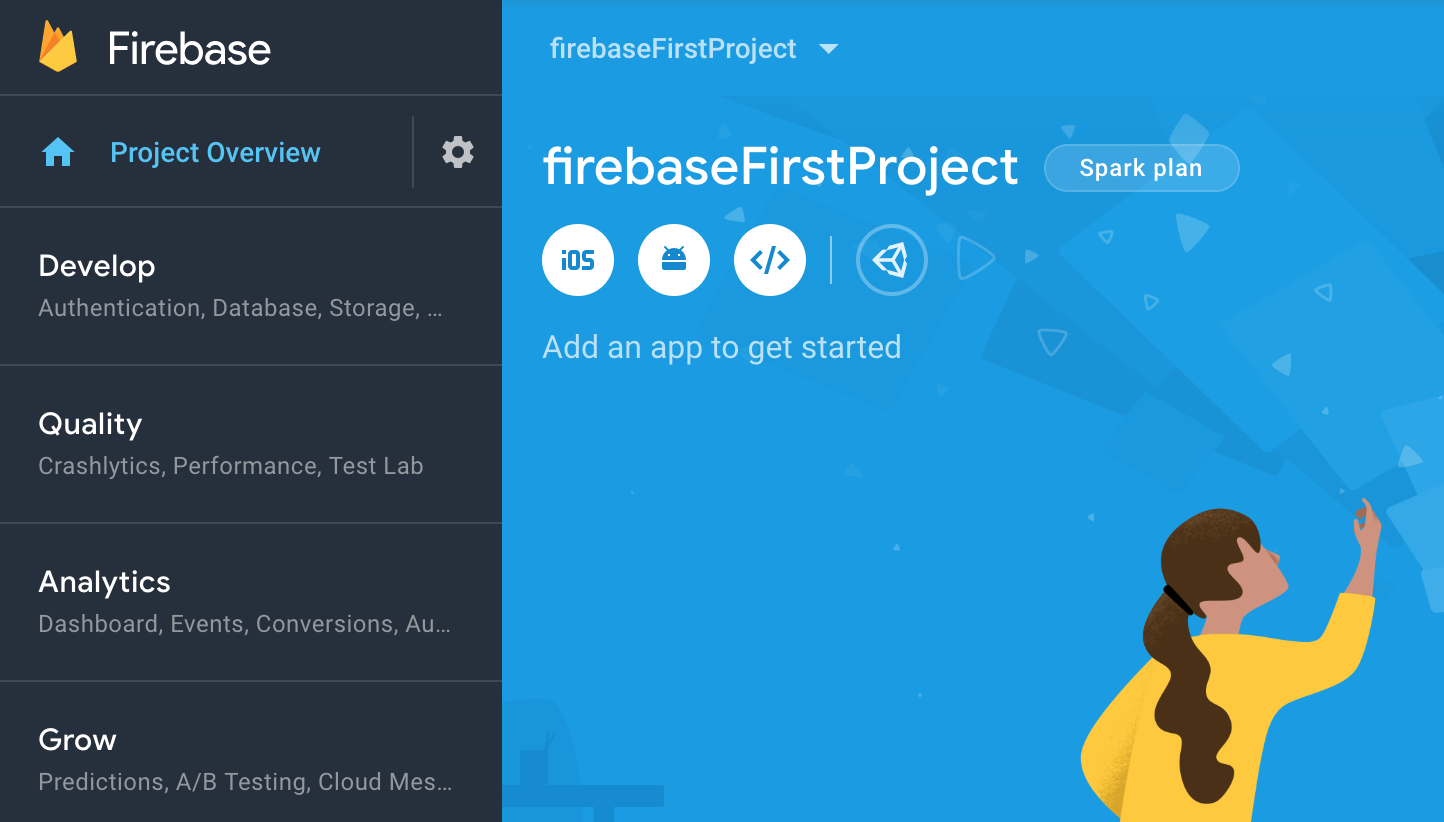 Firebase
Project Overview
Develop
Authentication, Database, Storage, …
Quality
Crashlytics, Performance, Test Lab
Analytics
Dashboard, Events, Conversions, Au…
Grow
Predictions, A/B Testing, Cloud Mes…
firebaseFirstProject
firebaseFirstProject Spark plan
iOS </>
Add an app to get started